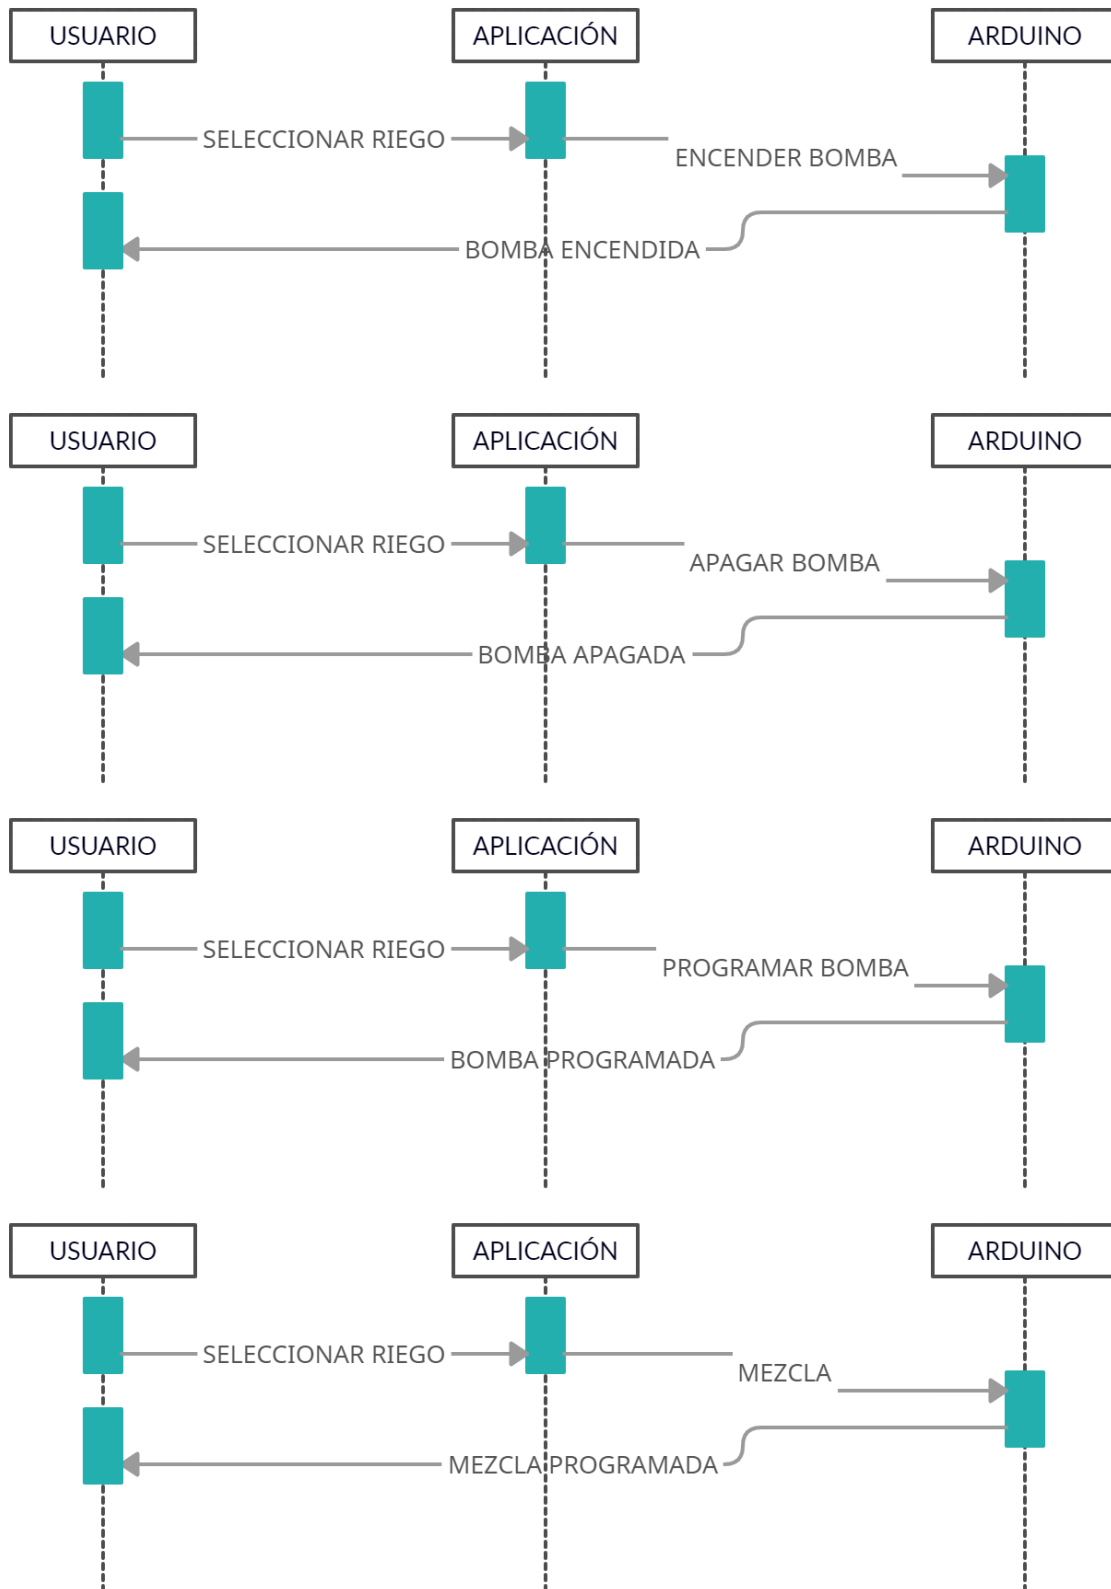 USUARIO
APLICACIÓN
ARDUINO
SELECCIONAR RIEGO
ENCENDER BOMBA
BOMBA ENCENDIDA
USUARIO
APLICACIÓN
ARDUINO
SELECCIONAR RIEGO
APAGAR BOMBA
BOMBA APAGADA
USUARIO
APLICACIÓN
ARDUINO
SELECCIONAR RIEGO
PROGRAMAR BOMBA
BOMBA PROGRAMADA
USUARIO
APLICACIÓN
ARDUINO
SELECCIONAR RIEGO
MEZCLA
MEZCLA PROGRAMADA